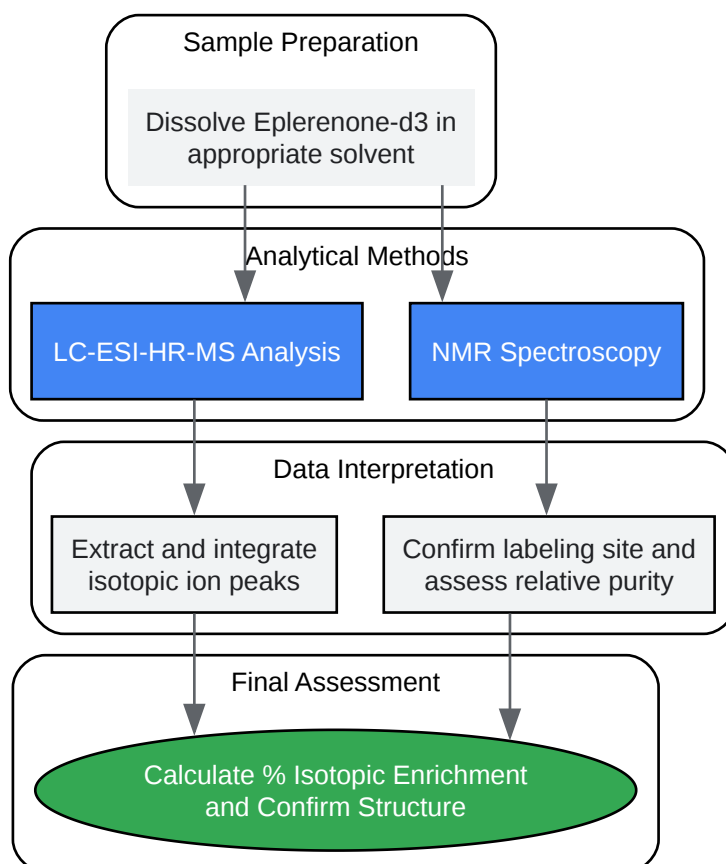 Sample Preparation
Dissolve Eplerenone-d3 in
appropriate solvent
Analytical Methods
LC-ESI-HR-MS Analysis
NMR Spectroscopy
Data Interpretation
Extract and integrate
isotopic ion peaks
Confirm labeling site and
assess relative purity
Final Assessment
Calculate % Isotopic Enrichment
and Confirm Structure